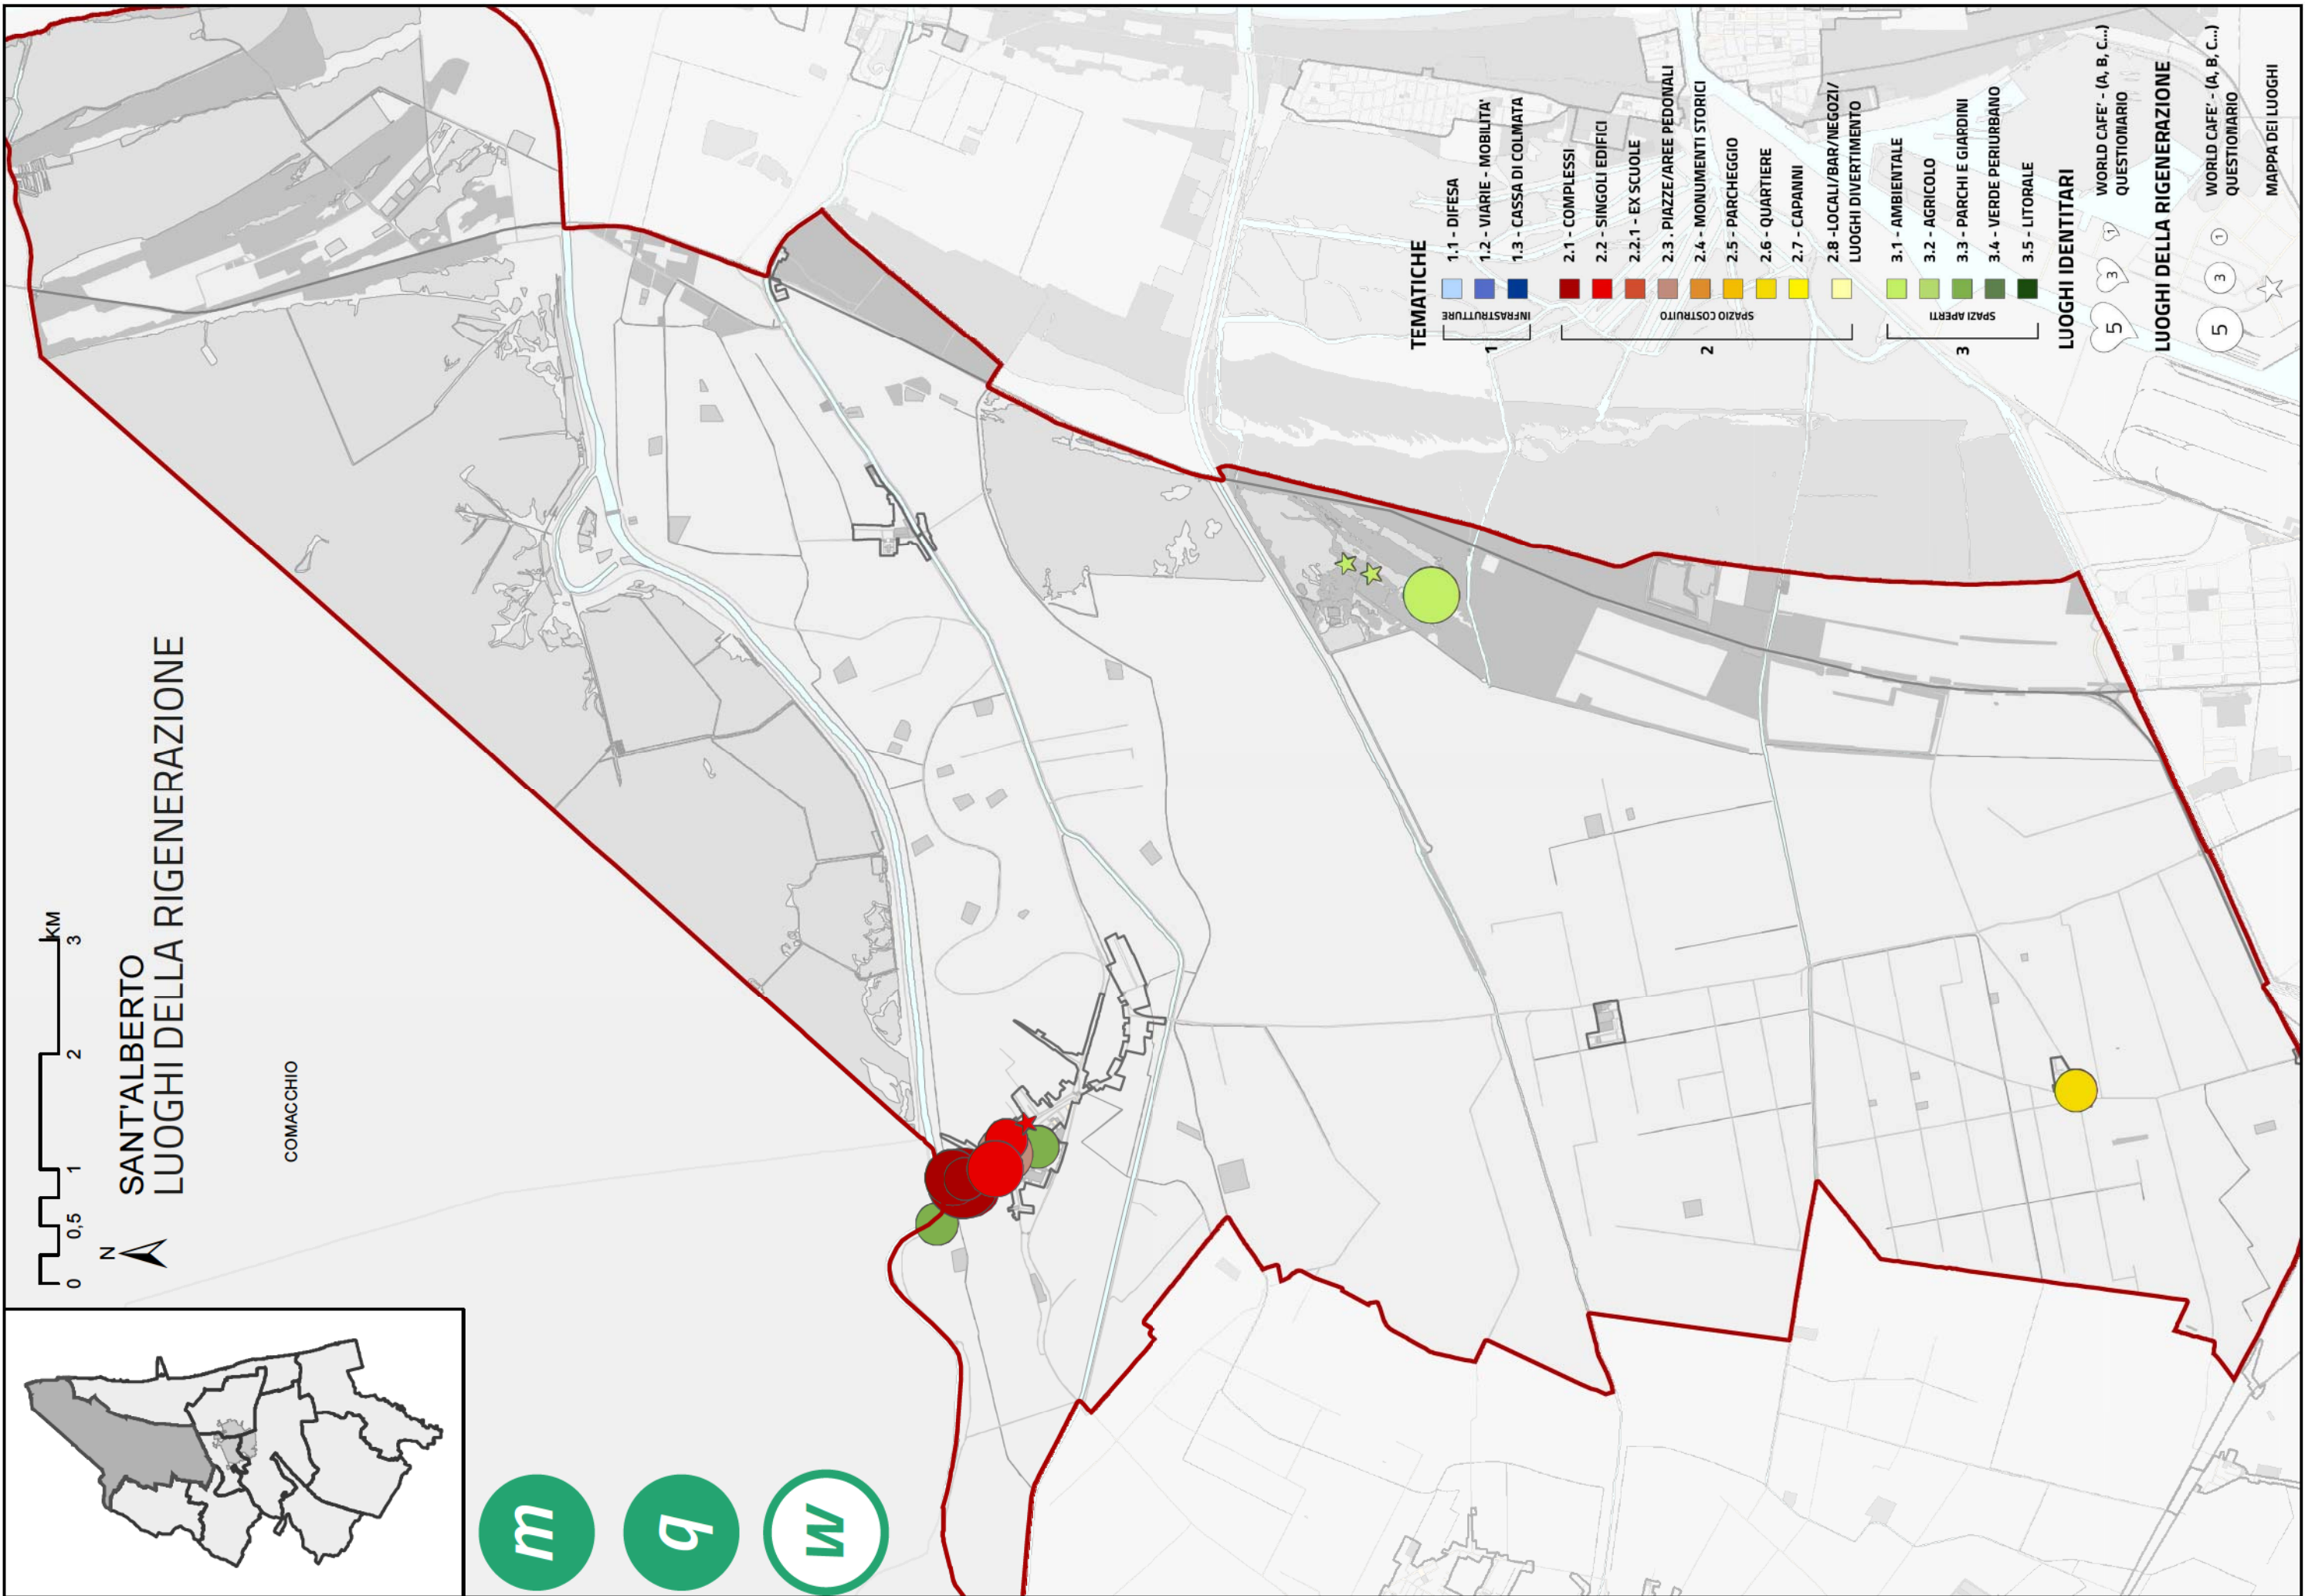 0 0,5 1 2 3
KM
N
SANT'ALBERTO
LUOGHI DELLA RIGENERAZIONE
COMACCHIO
m
q
w
TEMATICHE
1
INFRASTRUTTURE
1.1 - DIFESA
1.2 - VIARIE - MOBILITA'
1.3 - CASSA DI COLMATA
2
SPAZIO COSTRUITO
2.1 - COMPLESSI
2.2 - SINGOLI EDIFICI
2.2.1 - EX SCUOLE
2.3 . PIAZZE/AREE PEDONALI
2.4 - MONUMENTI STORICI
2.5 - PARCHEGGIO
2.6 - QUARTIERE
2.7 - CAPANNI
2.8 -LOCALI/BAR/NEGOZI/
LUOGHI DIVERTIMENTO
3
SPAZI APERTI
3.1 - AMBIENTALE
3.2 - AGRICOLO
3.3 - PARCHI E GIARDINI
3.4 - VERDE PERIURBANO
3.5 - LITORALE
LUOGHI IDENTITARI
5 3 1 WORLD CAFE' - (A, B, C...)
QUESTIONARIO
LUOGHI DELLA RIGENERAZIONE
5 3 1 WORLD CAFE' - (A, B, C...)
QUESTIONARIO
MAPPA DEI LUOGHI